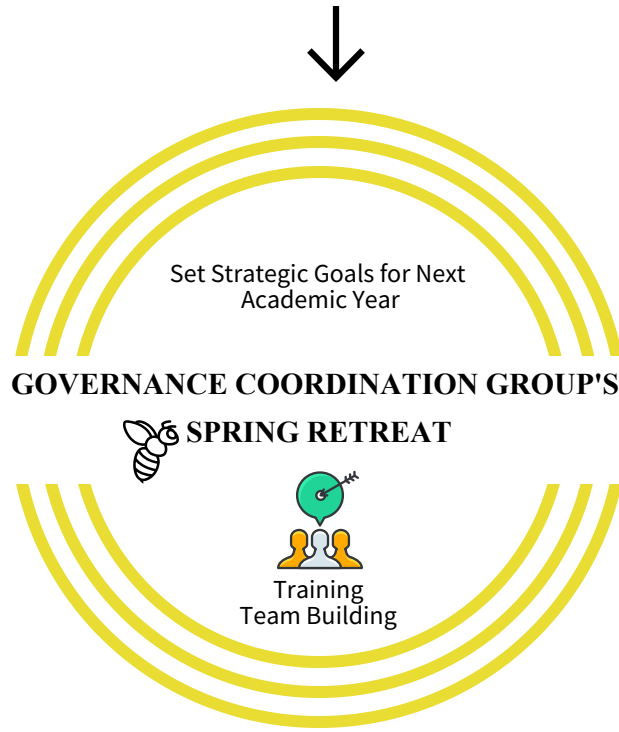 Set Strategic Goals for Next
Academic Year
GOVERNANCE COORDINATION GROUP'S
SPRING RETREAT
Training
Team Building